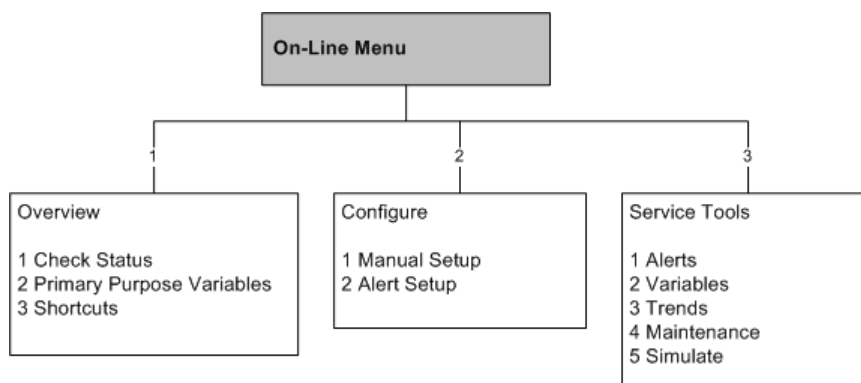 On-Line Menu
1
2
3
Overview
1 Check Status
2 Primary Purpose Variables
3 Shortcuts
Configure
1 Manual Setup
2 Alert Setup
Service Tools
1 Alerts
2 Variables
3 Trends
4 Maintenance
5 Simulate